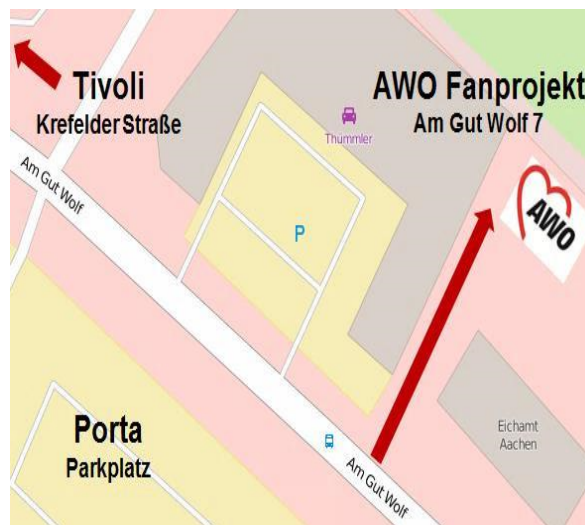 Tivoli
Krefelder Straße
AWO Fanprojekt
Am Gut Wolf 7
Thümmler
Am Gut Wolf
AWO
P
Porta
Parkplatz
Eichamt
Aachen
Am Gut Wolf